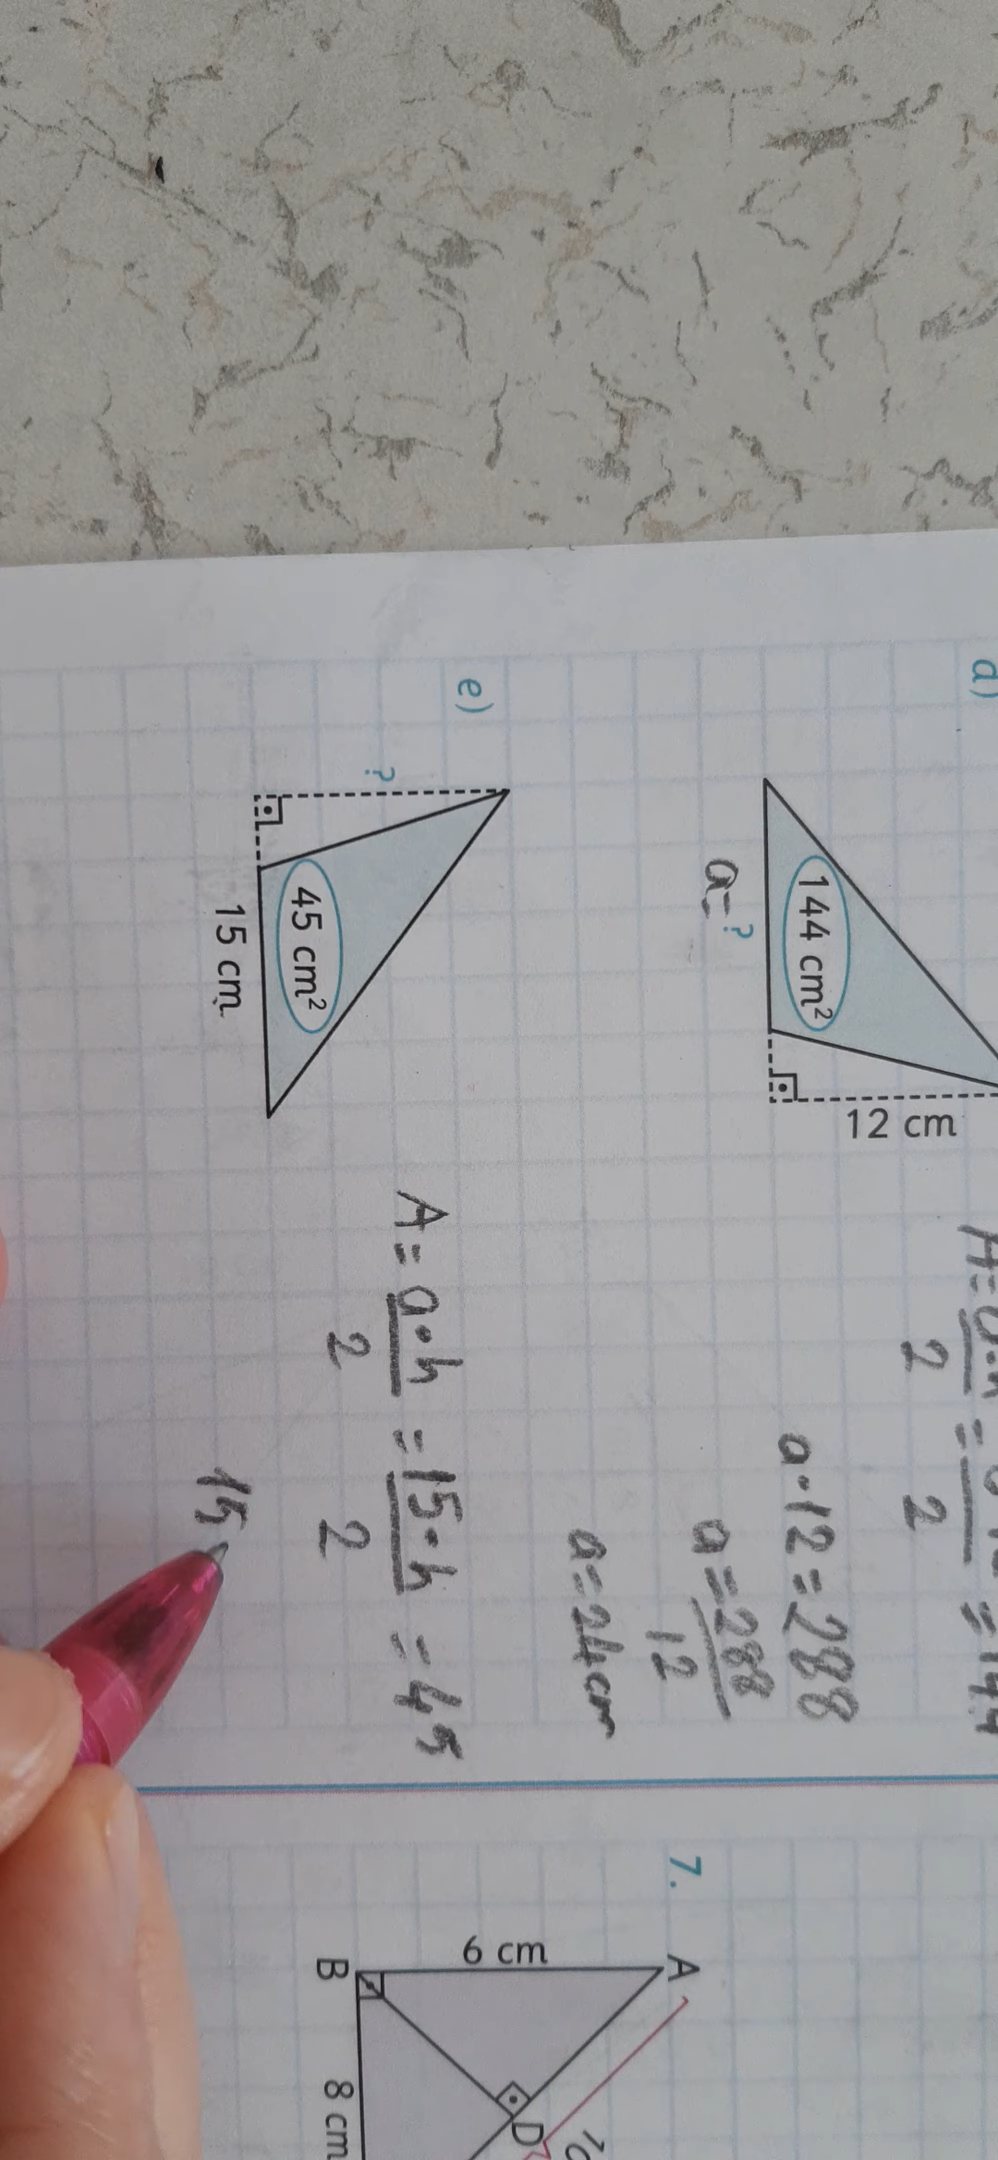 d)
144 cm²
a=?
12 cm
2
2
a·12=288
a=288
12
a=24cm
e)
?
45 cm²
15 cm
A=a·h=15·h=45
2 2
15
7.
A
6 cm
B
8 cm
D